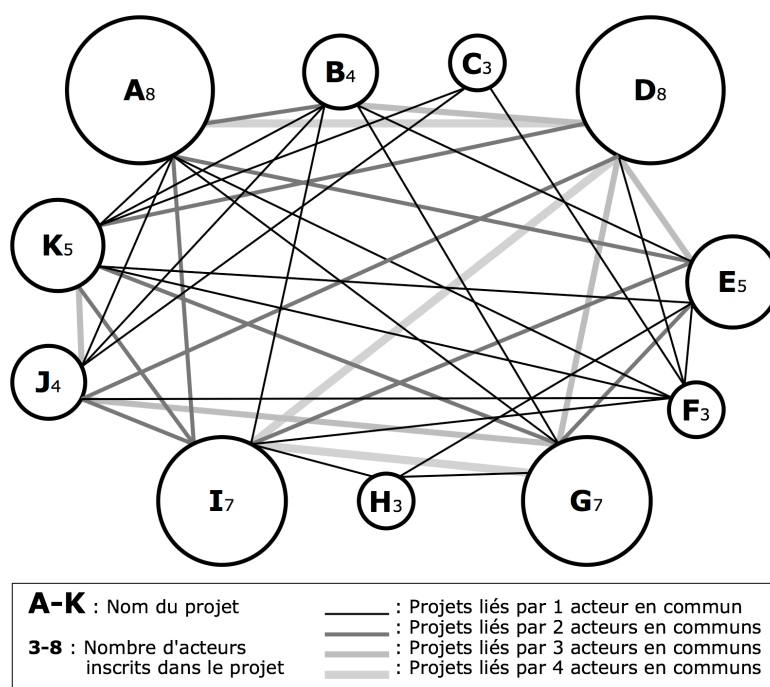 A8
B4
C3
D8
K5
E5
J4
F3
I7
H3
G7
A-K : Nom du projet
3-8 : Nombre d'acteurs
inscrits dans le projet
: Projets liés par 1 acteur en commun
: Projets liés par 2 acteurs en communs
: Projets liés par 3 acteurs en communs
: Projets liés par 4 acteurs en communs